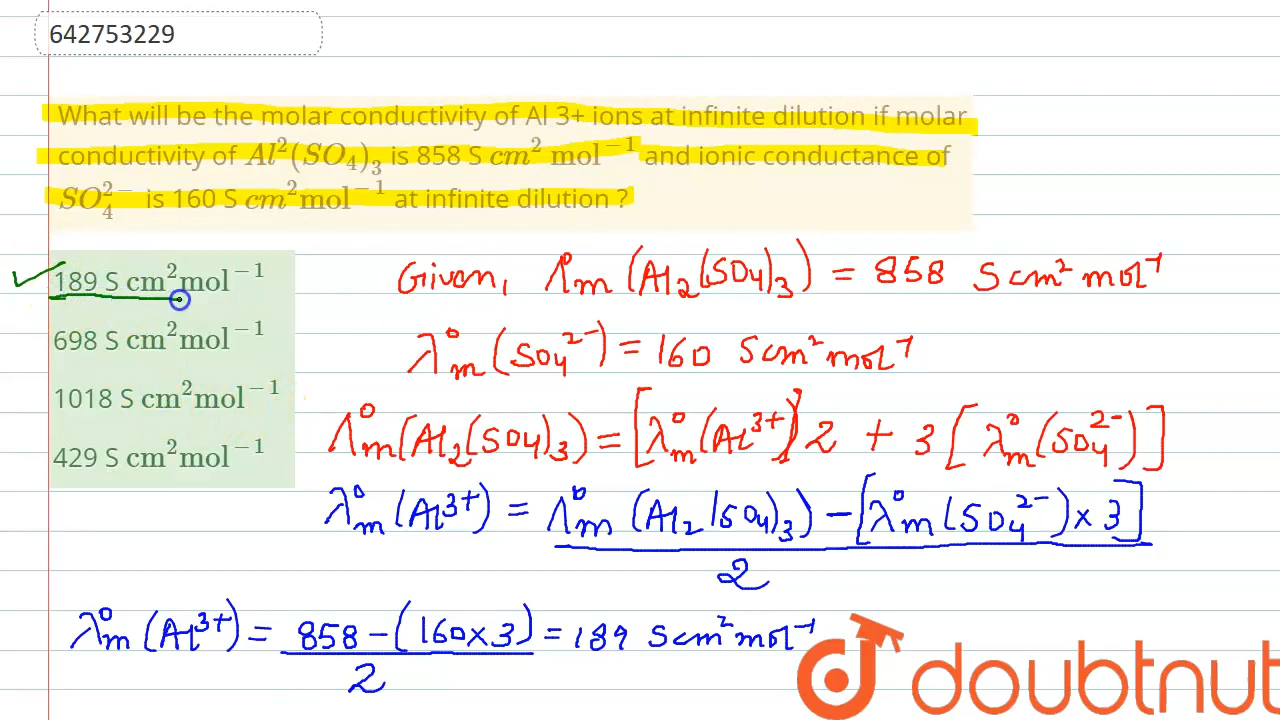 642753229
What will be the molar conductivity of Al 3+ ions at infinite dilution if molar
conductivity of Al²(SO₄)₃ is 858 S cm² mol⁻¹ and ionic conductance of
SO₄²⁻ is 160 S cm²mol⁻¹ at infinite dilution ?
189 S cm²mol⁻¹
698 S cm²mol⁻¹
1018 S cm²mol⁻¹
429 S cm²mol⁻¹
Given, Λ°m (Al₂(SO₄)₃) = 858 S cm² mol⁻¹
λ°m (SO₄²⁻) = 160 S cm² mol⁻¹
Λ°m (Al₂(SO₄)₃) = [λ°m (Al³⁺)] 2 + 3 [λ°m (SO₄²⁻)]
λ°m (Al³⁺) = Λ°m (Al₂(SO₄)₃) - [λ°m (SO₄²⁻) × 3]
2
λ°m (Al³⁺) = 858 - (160 × 3) = 189 S cm² mol⁻¹
2
doubtnut